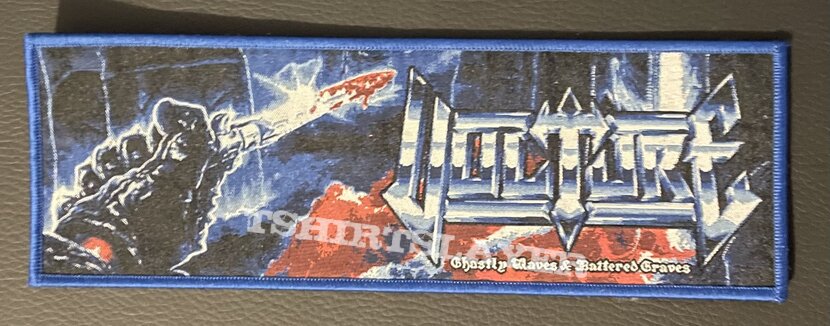 VULTURE
TSHIRTSLAYER
Ghastly Waves & Battered Graves